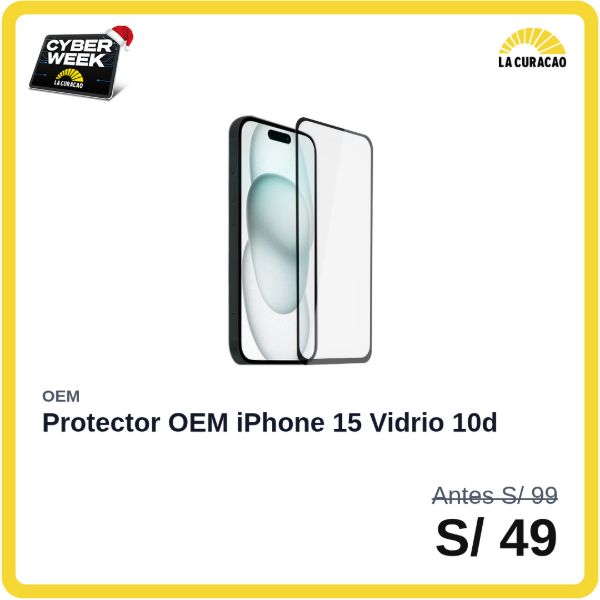 CYBER
WEEK
LA CURACAO
LA CURACAO
OEM
Protector OEM iPhone 15 Vidrio 10d
Antes S/ 99
S/ 49